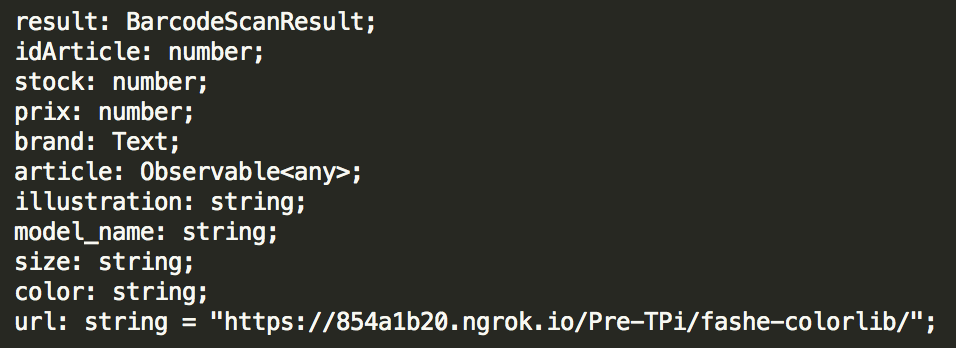 result: BarcodeScanResult;
idArticle: number;
stock: number;
prix: number;
brand: Text;
article: Observable<any>;
illustration: string;
model_name: string;
size: string;
color: string;
url: string = "https://854a1b20.ngrok.io/Pre-TPi/fashe-colorlib/";